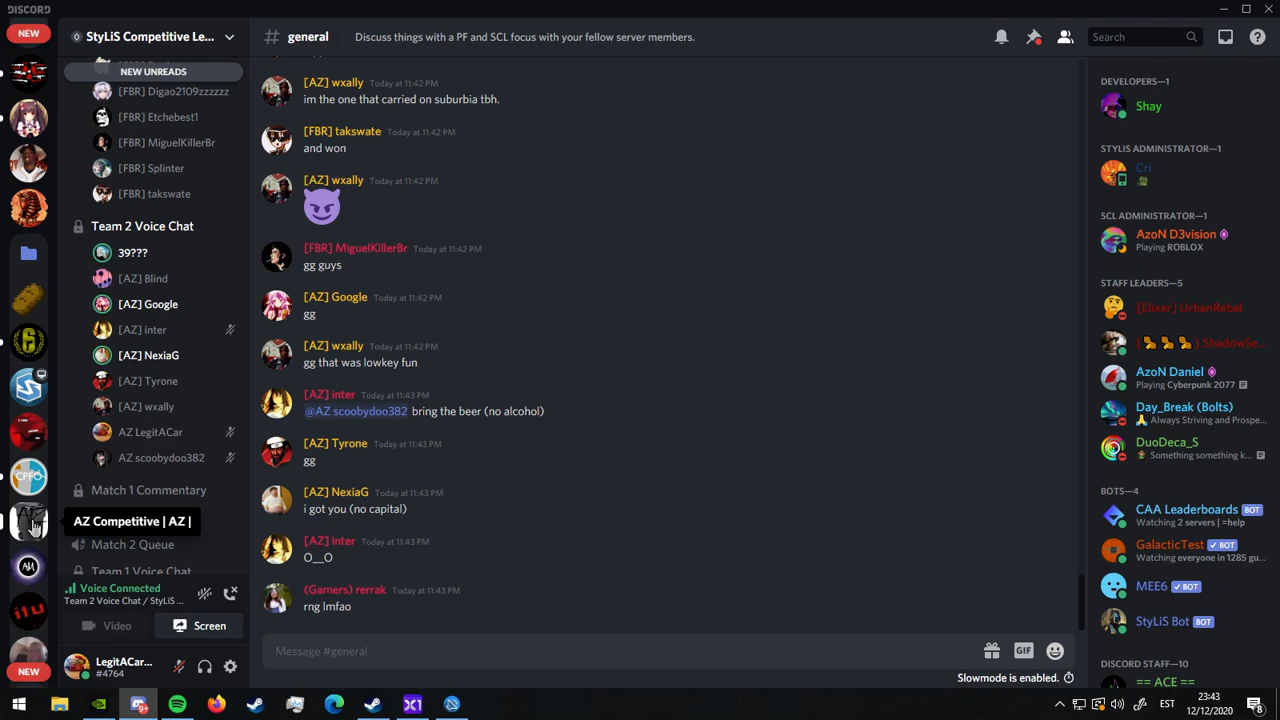 DISCORD
NEW
StyLiS Competitive Le...
# general
Discuss things with a PF and SCL focus with your fellow server members.
Search
NEW UNREADS
[FBR] Digao2109zzzzzz
[FBR] Etchebest1
[FBR] MiguelKillerBr
[FBR] Splinter
[FBR] takswate
Team 2 Voice Chat
39???
[AZ] Blind
[AZ] Google
[AZ] inter
[AZ] NexiaG
[AZ] Tyrone
[AZ] wxally
AZ LegitACar
AZ scoobydoo382
Match 1 Commentary
AZ Competitive | AZ |
Match 2 Queue
Team 1 Voice Chat
CPFO
AM
itu
NEW
Voice Connected
Team 2 Voice Chat / StyLiS ...
Video
Screen
LegitACar...
#4764
[AZ] wxally Today at 11:42 PM
im the one that carried on suburbia tbh.
[FBR] takswate Today at 11:42 PM
and won
[AZ] wxally Today at 11:42 PM
[FBR] MiguelKillerBr Today at 11:42 PM
gg guys
[AZ] Google Today at 11:42 PM
gg
[AZ] wxally Today at 11:42 PM
gg that was lowkey fun
[AZ] inter Today at 11:43 PM
@AZ scoobydoo382 bring the beer (no alcohol)
[AZ] Tyrone Today at 11:43 PM
gg
[AZ] NexiaG Today at 11:43 PM
i got you (no capital)
[AZ] inter Today at 11:43 PM
O__O
(Gamers) rerrak Today at 11:43 PM
rng lmfao
Message #general
GIF
Slowmode is enabled.
DEVELOPERS—1
Shay
STYLIS ADMINISTRATOR—1
Cri
SCL ADMINISTRATOR—1
AzoN D3vision
Playing ROBLOX
STAFF LEADERS—5
[Elixer] UrbanRebel
[ ] ShadowSe...
AzoN Daniel
Playing Cyberpunk 2077
Day_Break (Bolts)
Always Striving and Prospe...
DuoDeca_S
Something something k...
BOTS—4
CAA Leaderboards BOT
Watching 2 servers | =help
GalacticTest BOT
Watching everyone in 1285 gu...
MEE6 BOT
StyLiS Bot BOT
DISCORD STAFF—10
== ACE ==
EST
23:43
12/12/2020
8